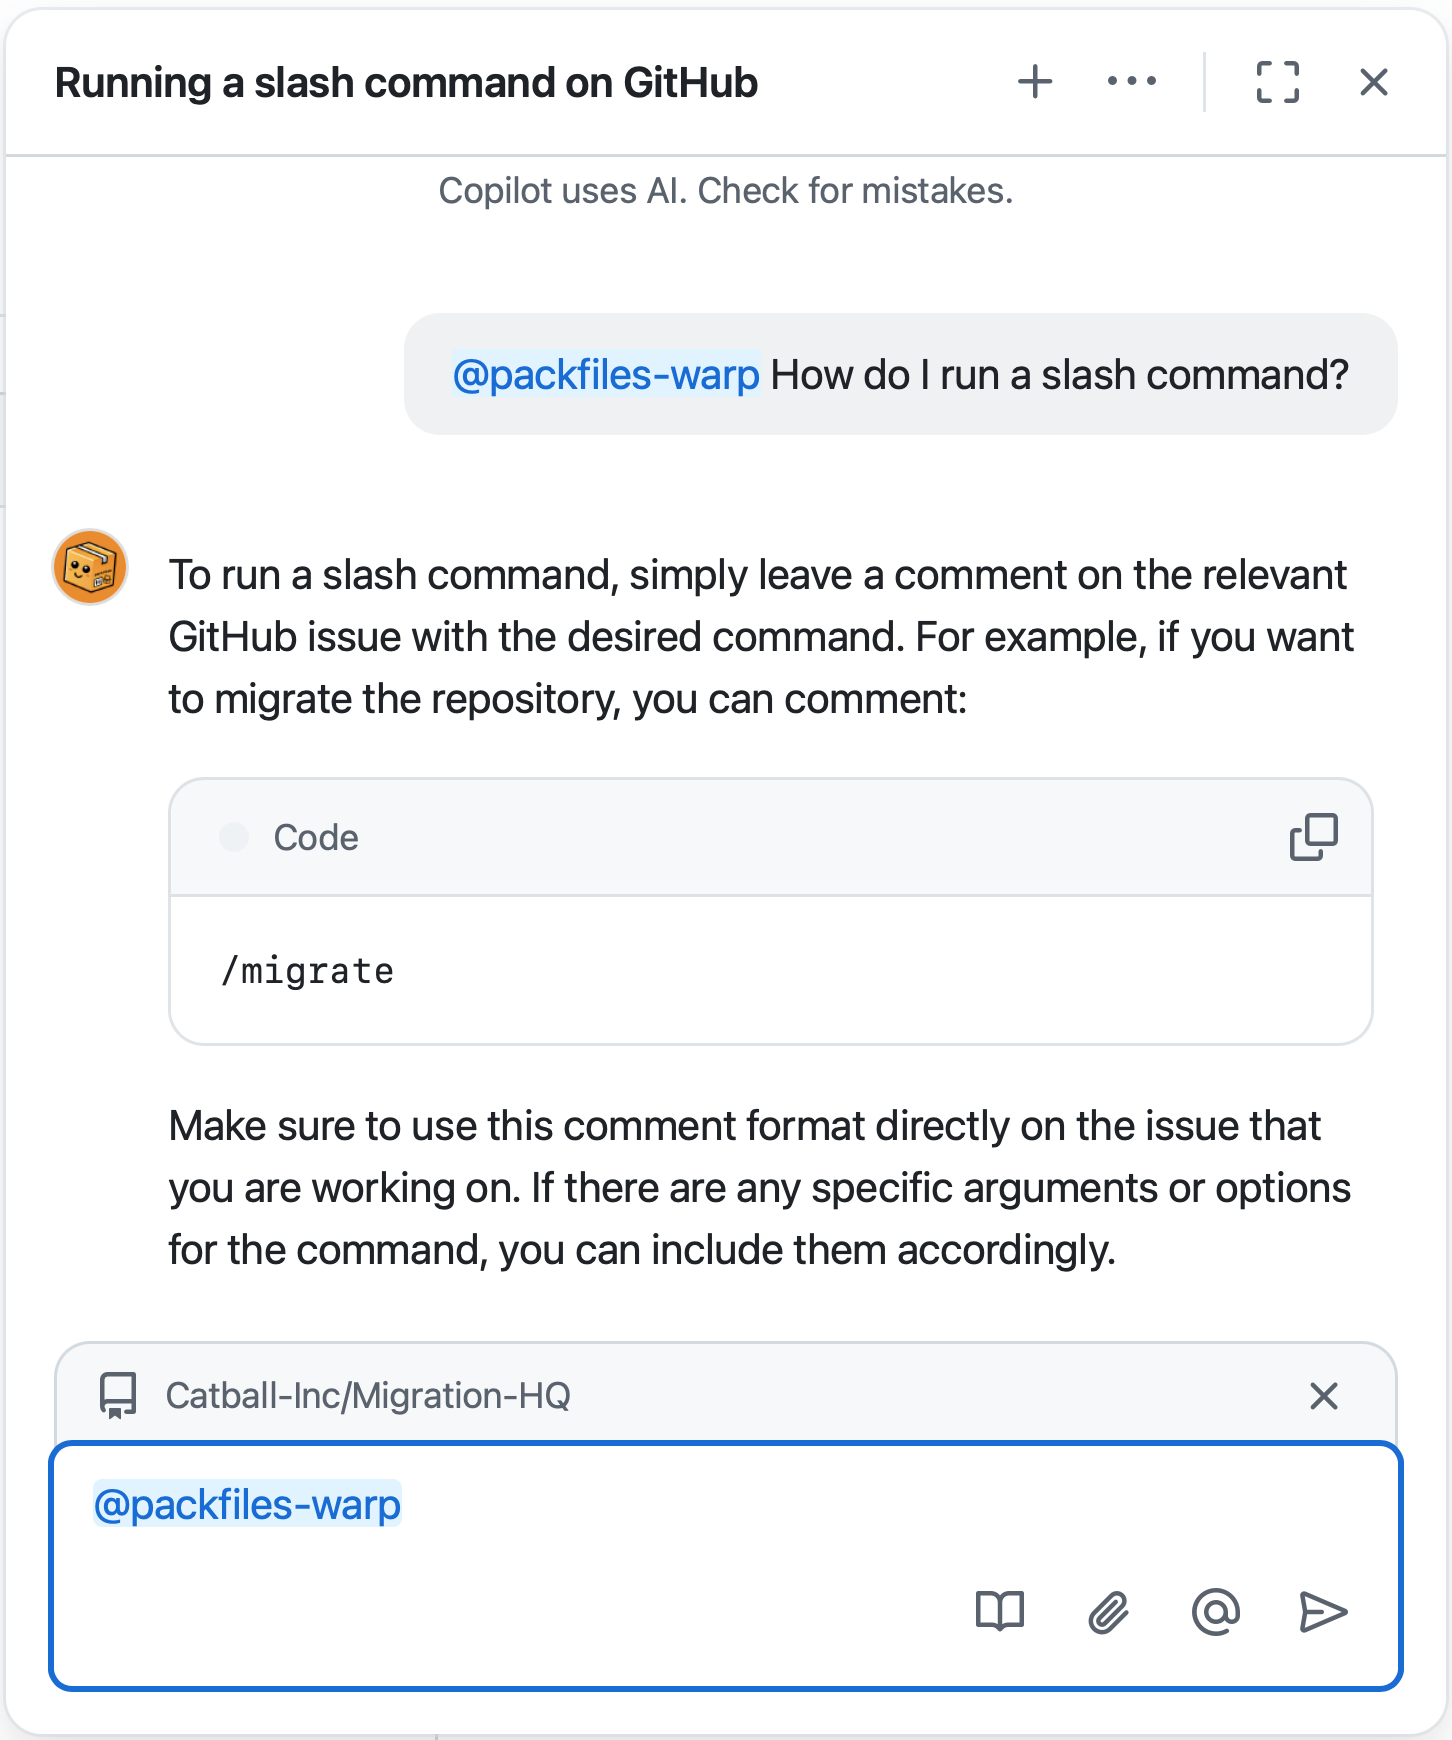 Running a slash command on GitHub
Copilot uses AI. Check for mistakes.
@packfiles-warp How do I run a slash command?
To run a slash command, simply leave a comment on the relevant
GitHub issue with the desired command. For example, if you want
to migrate the repository, you can comment:
Code
/migrate
Make sure to use this comment format directly on the issue that
you are working on. If there are any specific arguments or options
for the command, you can include them accordingly.
Catball-Inc/Migration-HQ
@packfiles-warp